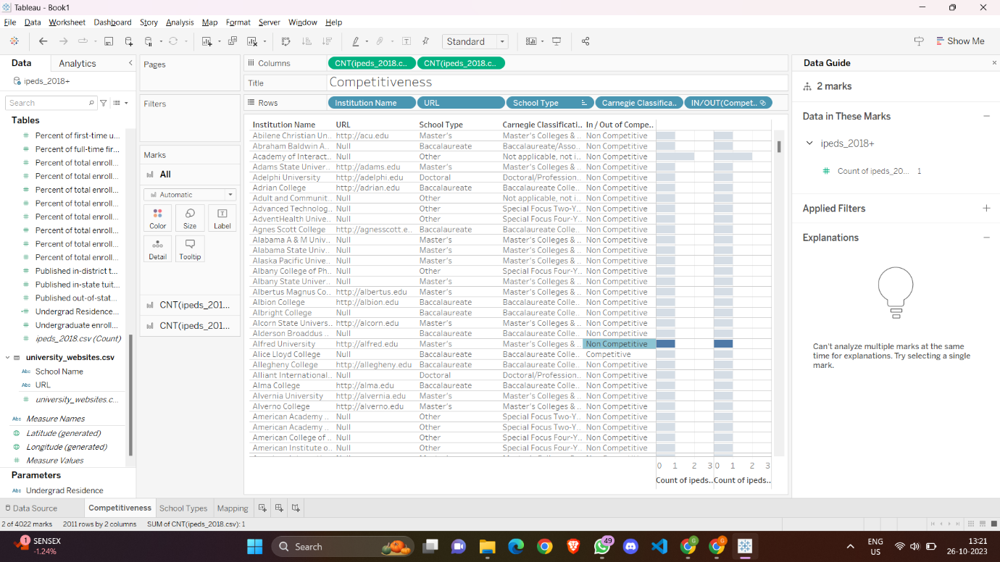 Tableau - Book1
File Data Worksheet Dashboard Story Analysis Map Format Server Window Help
Standard
Show Me
Data Analytics
ipeds_2018+
Search
Tables
Percent of first-time u...
Percent of full-time fir...
Percent of total enroll...
Percent of total enroll...
Percent of total enroll...
Percent of total enroll...
Percent of total enroll...
Percent of total enroll...
Percent of total enroll...
Percent of total enroll...
Published in-district t...
Published in-state tuit...
Published out-of-stat...
Undergrad Residence...
Undergraduate enroll...
ipeds_2018.csv (Count)
university_websites.csv
Abc School Name
Abc URL
university_websites.c...
Abc Measure Names
Latitude (generated)
Longitude (generated)
Measure Values
Parameters
Abc Undergrad Residence
Pages
Filters
Marks
All
Automatic
Color Size Label
Detail Tooltip
CNT(ipeds_201...
CNT(ipeds_201...
Columns CNT(ipeds_2018.c.. CNT(ipeds_2018.c..
Title Competitiveness
Rows Institution Name URL School Type Carnegie Classifica.. IN/OUT(Compet..
Institution Name URL School Type Carnegie Classificati.. In / Out of Compe..
Abilene Christian Un.. http://acu.edu Master's Master's Colleges & .. Non Competitive
Abraham Baldwin A.. Null Baccalaureate Baccalaureate/Asso.. Non Competitive
Academy of Interact.. Null Other Not applicable, not i.. Non Competitive
Adams State Univer.. http://adams.edu Master's Master's Colleges & .. Non Competitive
Adelphi University http://adelphi.edu Doctoral Doctoral/Profession.. Non Competitive
Adrian College http://adrian.edu Baccalaureate Baccalaureate Colle.. Non Competitive
Adult and Communit.. Null Other Not applicable, not i.. Non Competitive
Advanced Technolog.. Null Other Special Focus Two-Y.. Non Competitive
AdventHealth Unive.. Null Other Special Focus Four-Y.. Non Competitive
Agnes Scott College http://agnesscott.e.. Baccalaureate Baccalaureate Colle.. Non Competitive
Alabama A & M Univ.. Null Master's Master's Colleges & .. Non Competitive
Alabama State Univer.. Null Master's Master's Colleges & .. Non Competitive
Alaska Pacific Unive.. Null Master's Master's Colleges & .. Non Competitive
Albany College of Ph.. Null Other Special Focus Four-Y.. Non Competitive
Albany State Univer.. Null Master's Master's Colleges & .. Non Competitive
Albertus Magnus Co.. http://albertus.edu Master's Master's Colleges & .. Non Competitive
Albion College http://albion.edu Baccalaureate Baccalaureate Colle.. Non Competitive
Albright College Null Baccalaureate Baccalaureate Colle.. Non Competitive
Alcorn State Univers.. http://alcorn.edu Master's Master's Colleges & .. Non Competitive
Alderson Broaddus .. Null Baccalaureate Baccalaureate Colle.. Non Competitive
Alfred University http://alfred.edu Master's Master's Colleges & .. Non Competitive
Alice Lloyd College Null Baccalaureate Baccalaureate Colle.. Competitive
Allegheny College http://allegheny.edu Baccalaureate Baccalaureate Colle.. Non Competitive
Alliant International.. Null Doctoral Doctoral/Profession.. Non Competitive
Alma College http://alma.edu Baccalaureate Baccalaureate Colle.. Non Competitive
Alvernia University http://alvernia.edu Master's Master's Colleges & .. Non Competitive
Alverno College http://alverno.edu Master's Master's Colleges & .. Non Competitive
American Academy .. Null Other Special Focus Two-Y.. Non Competitive
American Academy .. Null Other Special Focus Two-Y.. Non Competitive
American College of .. Null Other Special Focus Four-Y.. Non Competitive
American Institute o.. Null Other Special Focus Four-Y.. Non Competitive
0 1 2 3 0 1 2 3
Count of ipeds.. Count of ipeds..
Data Guide
2 marks
Data in These Marks
ipeds_2018+
Count of ipeds_20... 1
Applied Filters
Explanations
Can't analyze multiple marks at the same
time for explanations. Try selecting a single
mark.
Data Source Competitiveness School Types Mapping
2 of 4022 marks 2011 rows by 2 columns SUM of CNT(ipeds_2018.csv): 1
1 SENSEX
-1.24%
Search
49
G
G
ENG
US
13:21
26-10-2023